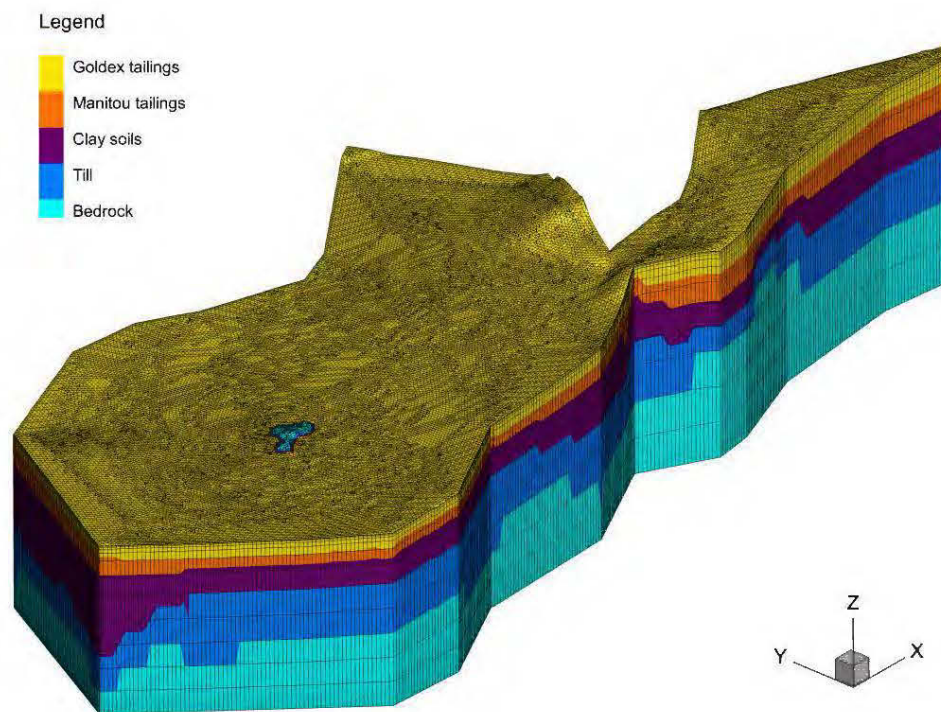 Legend
Goldex tailings
Manitou tailings
Clay soils
Till
Bedrock
Z
Y
X